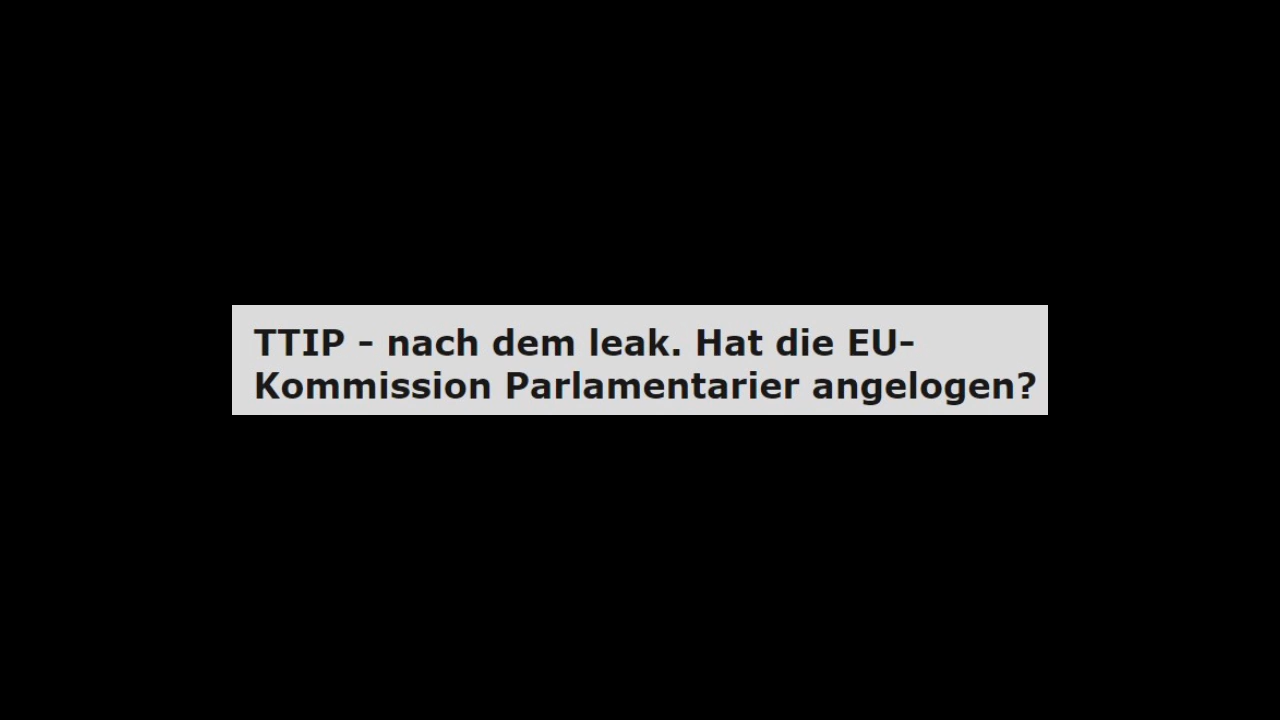 TTIP – nach dem leak. Hat die EU-
Kommission Parlamentarier angelogen?